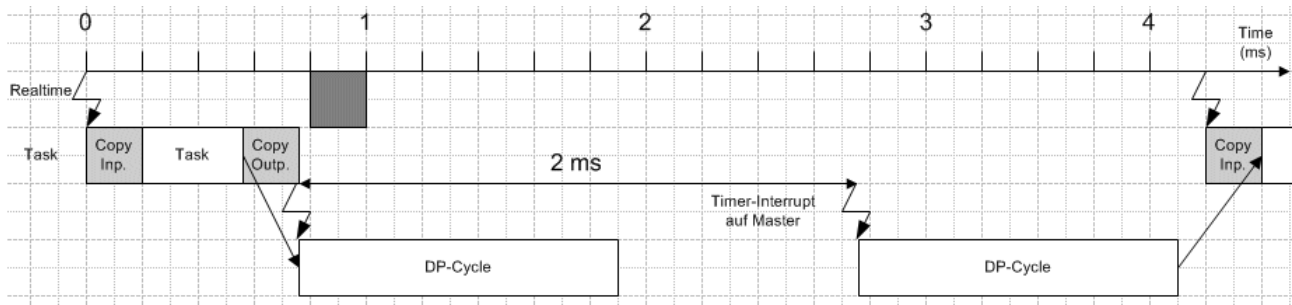 0 1 2 3 4
Time
(ms)
Realtime
Task
Copy
Inp.
Task
Copy
Outp.
2 ms
Copy
Inp.
Timer-Interrupt
auf Master
DP-Cycle
DP-Cycle